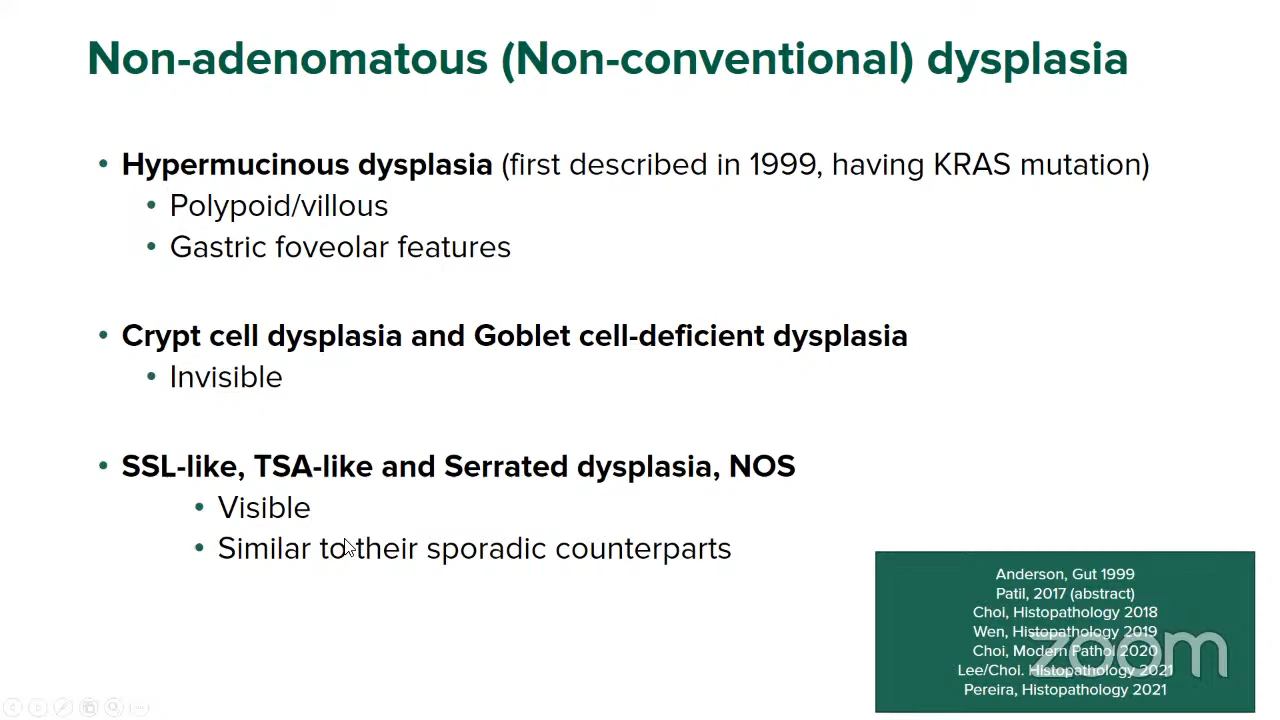 Non-adenomatous (Non-conventional) dysplasia
• Hypermucinous dysplasia (first described in 1999, having KRAS mutation)
• Polypoid/villous
• Gastric foveolar features
• Crypt cell dysplasia and Goblet cell-deficient dysplasia
• Invisible
• SSL-like, TSA-like and Serrated dysplasia, NOS
• Visible
• Similar to their sporadic counterparts
Anderson, Gut 1999
Patil, 2017 (abstract)
Choi, Histopathology 2018
Wen, Histopathology 2019
Choi, Modern Pathol 2020
Lee/Choi. Histopathology 2021
Pereira, Histopathology 2021
zoom